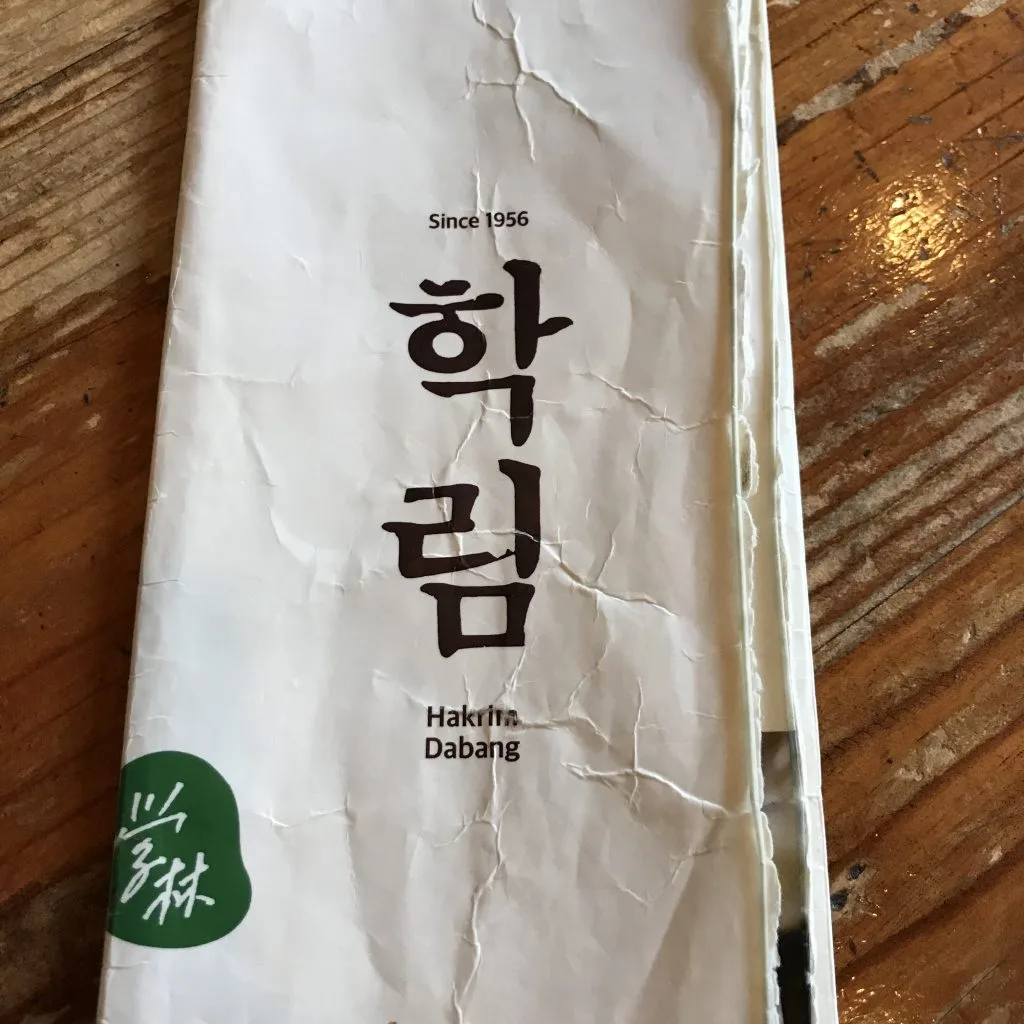 Since 1956
학림
Hakrim
Dabang
学林